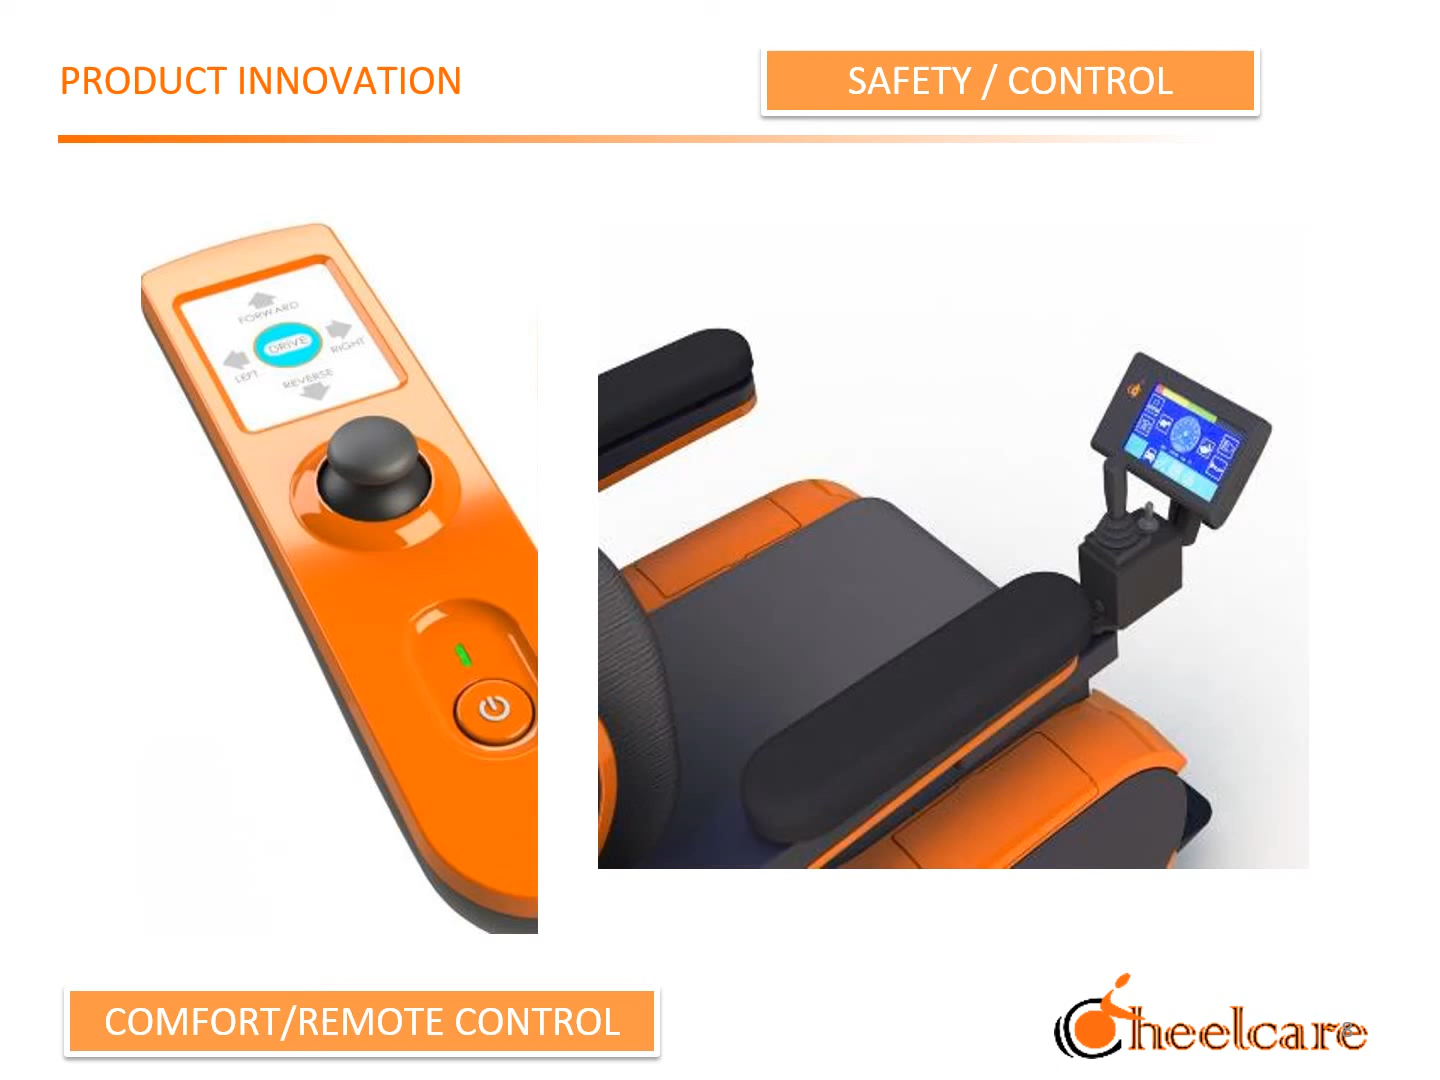 PRODUCT INNOVATION
SAFETY / CONTROL
FORWARD
DRIVE
LEFT
RIGHT
REVERSE
COMFORT/REMOTE CONTROL
heelcare